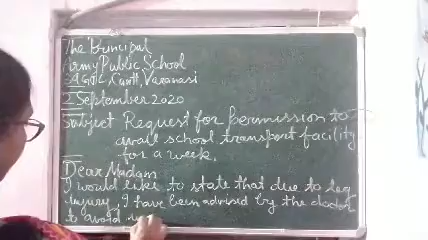 The Principal
Army Public School
39 GTC, Cantt, Varanasi
2 September 2020
Subject Request for permission to
avail school transport facility
for a week.
Dear Madam
I would like to state that due to leg
injury, I have been advised by the doctor
to avoid